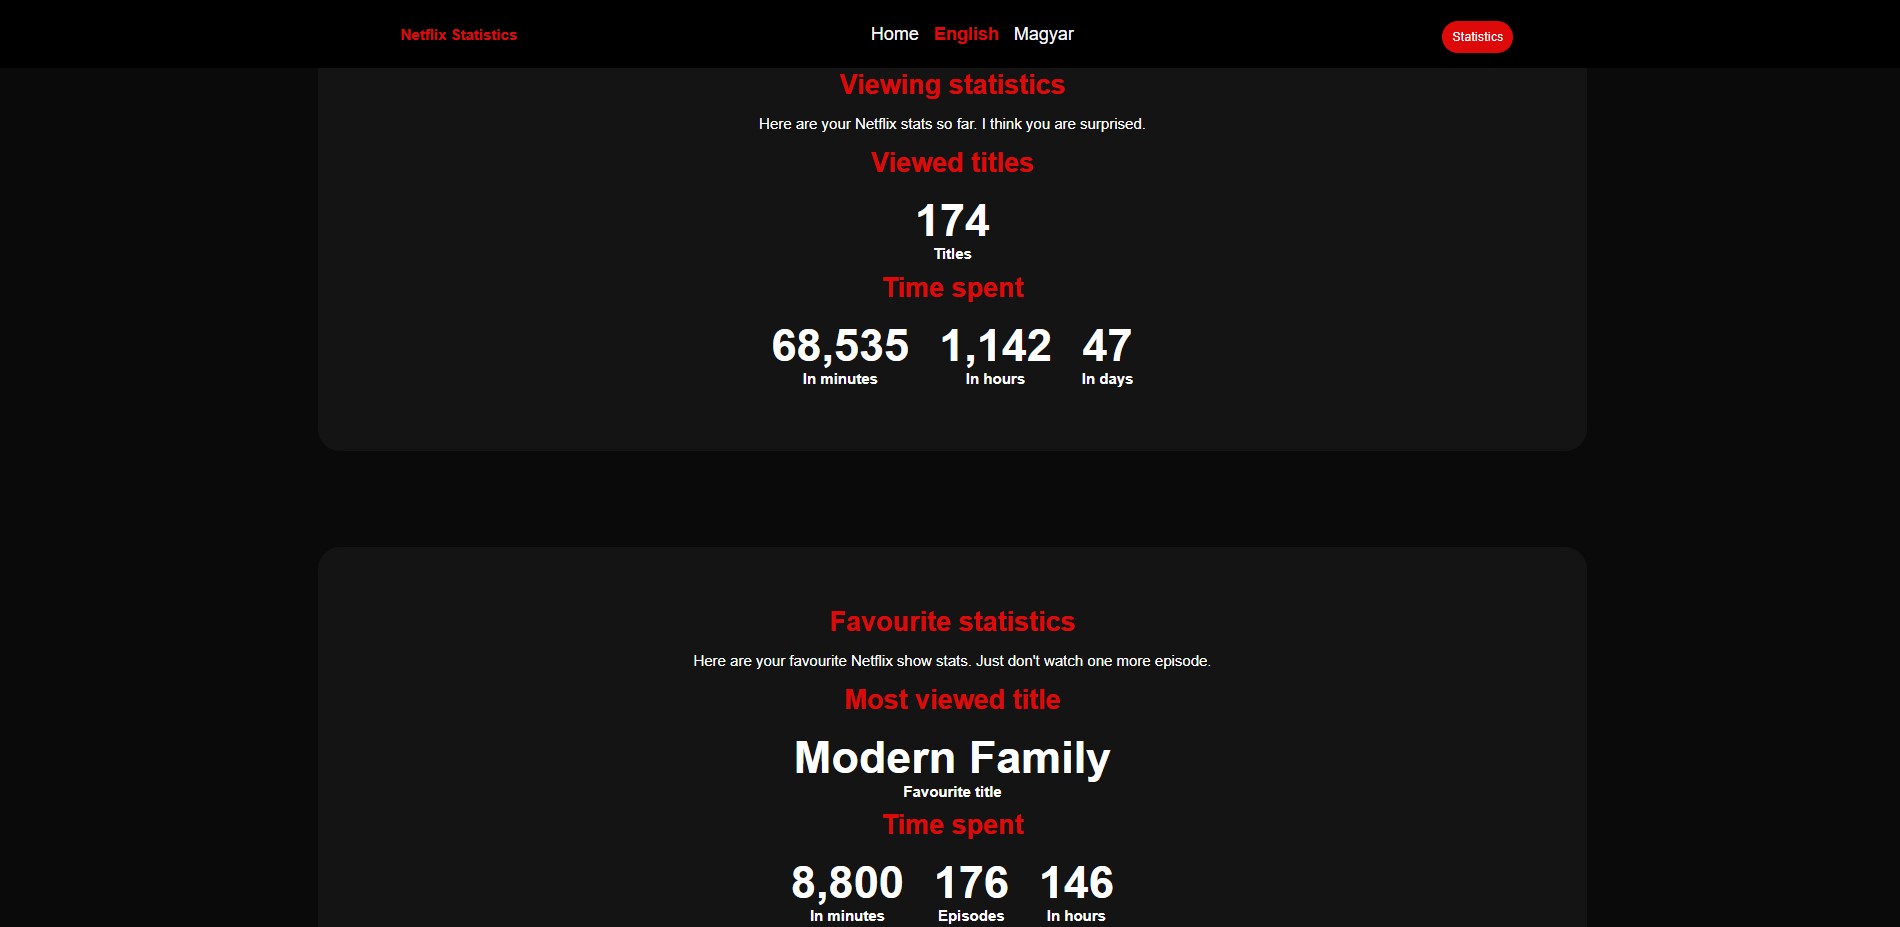 Netflix Statistics Home English Magyar Statistics
Viewing statistics
Here are your Netflix stats so far. I think you are surprised.
Viewed titles
174
Titles
Time spent
68,535 1,142 47
In minutes In hours In days
Favourite statistics
Here are your favourite Netflix show stats. Just don't watch one more episode.
Most viewed title
Modern Family
Favourite title
Time spent
8,800 176 146
In minutes Episodes In hours